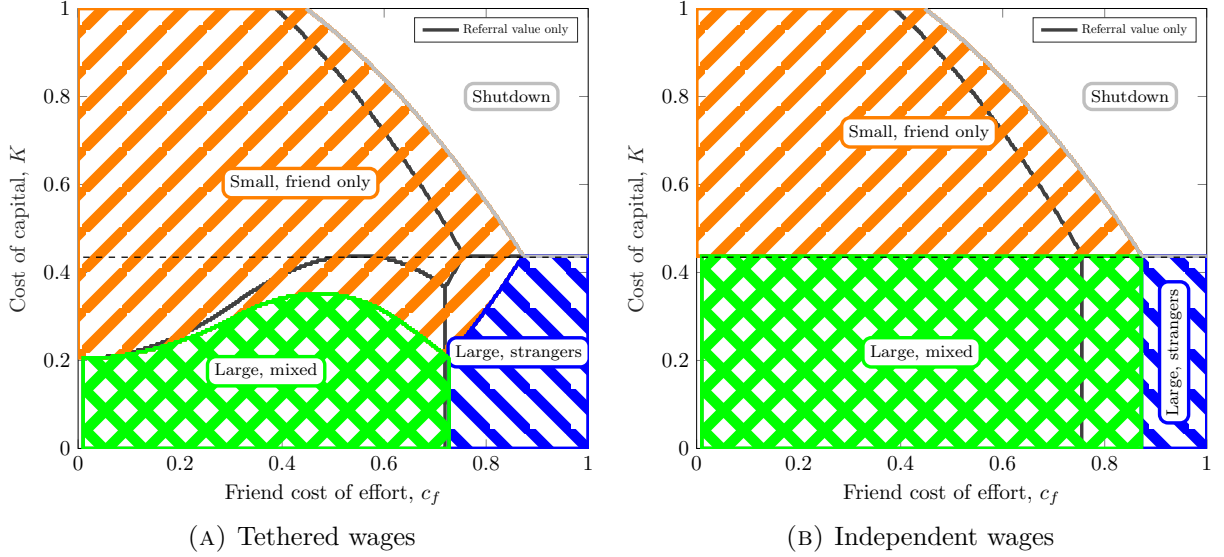 Referral value only
Shutdown
Small, friend only
Large, mixed
Large, strangers
Cost of capital, K
0
0.2
0.4
0.6
0.8
1
0
0.2
0.4
0.6
0.8
1
Friend cost of effort, c_f
(A) Tethered wages
Referral value only
Shutdown
Small, friend only
Large, mixed
Large, strangers
Cost of capital, K
0
0.2
0.4
0.6
0.8
1
0
0.2
0.4
0.6
0.8
1
Friend cost of effort, c_f
(B) Independent wages